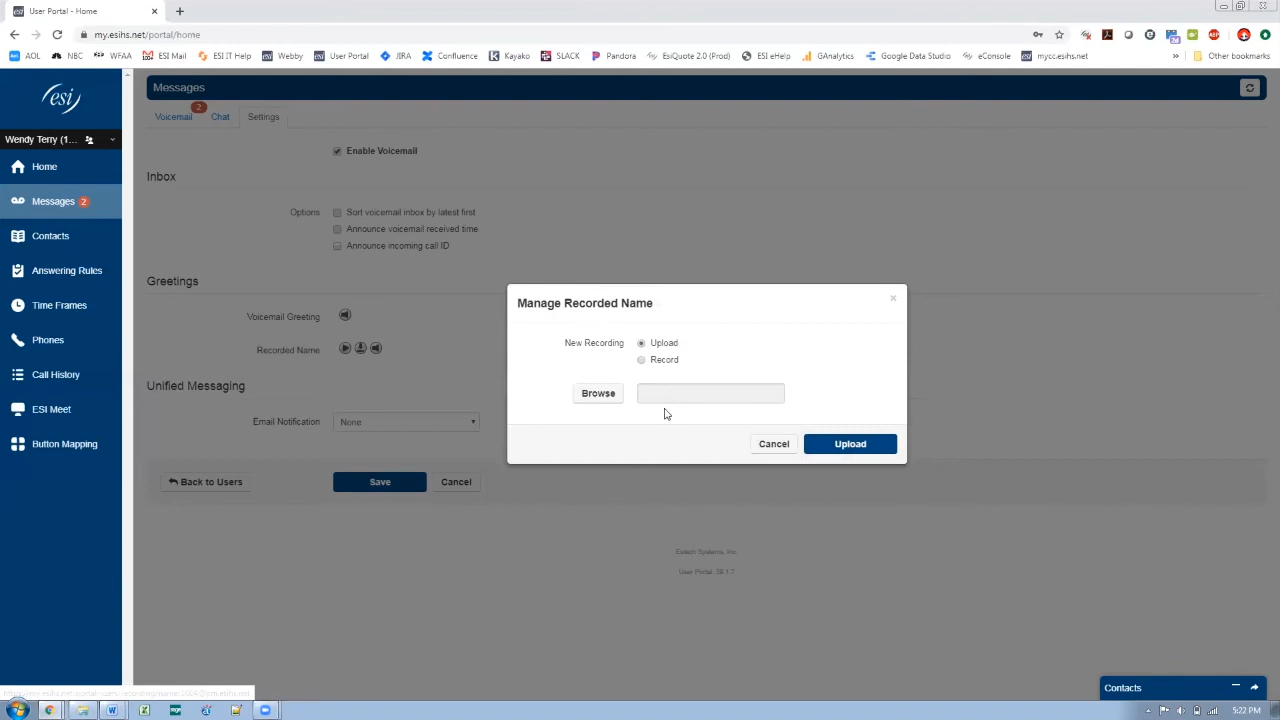 User Portal - Home
my.esihs.net/portal/home
AOL NBC WFAA ESI Mail ESI IT Help Webby User Portal JIRA Confluence Kayako SLACK Pandora EsiQuote 2.0 (Prod) ESI eHelp GAnalytics Google Data Studio eConsole mycc.esihs.net » Other bookmarks
esi
Messages
Voicemail 2 Chat Settings
Wendy Terry (1...
Enable Voicemail
Home
Inbox
Messages 2
Options Sort voicemail inbox by latest first
Announce voicemail received time
Contacts
Announce incoming call ID
Answering Rules
Greetings
Manage Recorded Name ×
Time Frames
Voicemail Greeting
Phones
New Recording Upload
Recorded Name
Record
Call History
Unified Messaging
Browse
ESI Meet
Email Notification None
Cancel Upload
Button Mapping
Back to Users Save Cancel
Estech Systems, Inc.
Contacts
5:22 PM